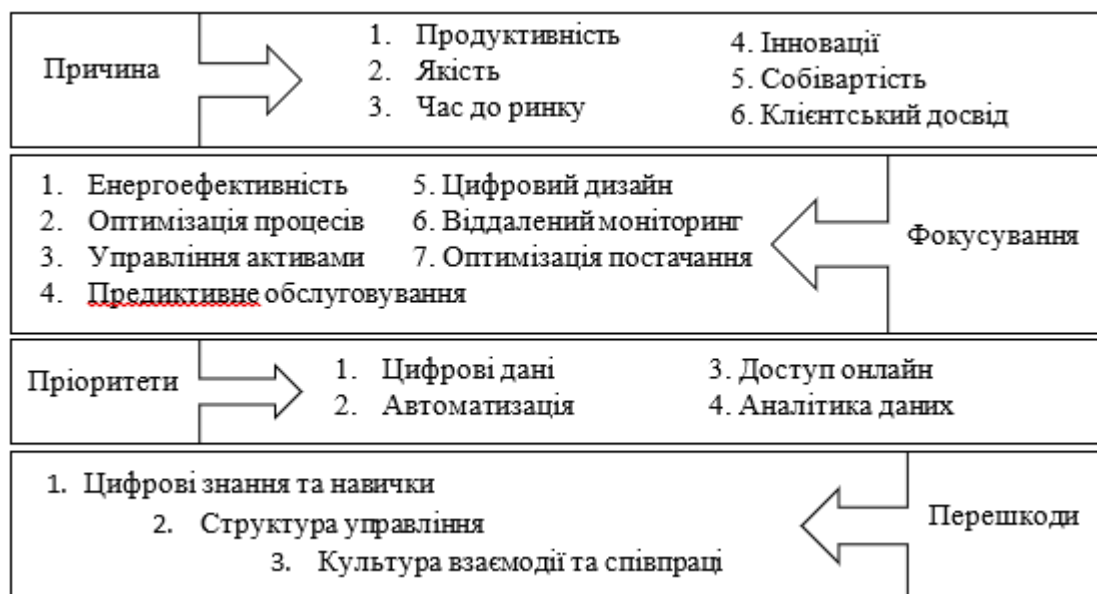 Причина
1. Продуктивність
2. Якість
3. Час до ринку
4. Інновації
5. Собівартість
6. Клієнтський досвід
1. Енергоефективність
2. Оптимізація процесів
3. Управління активами
4. Предиктивне обслуговування
5. Цифровий дизайн
6. Віддалений моніторинг
7. Оптимізація постачання
Фокусування
Пріоритети
1. Цифрові дані
2. Автоматизація
3. Доступ онлайн
4. Аналітика даних
1. Цифрові знання та навички
2. Структура управління
3. Культура взаємодії та співпраці
Перешкоди